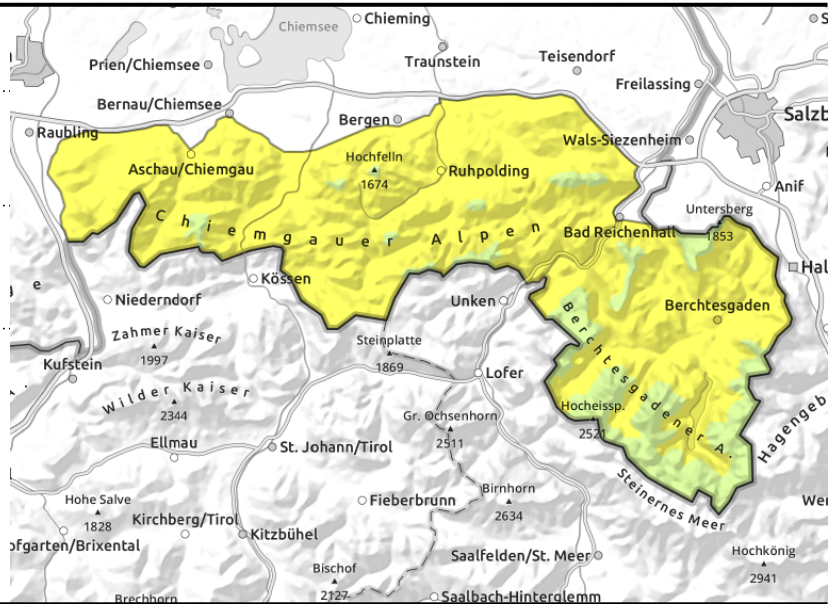 Chiemsee
Chieming
S
Prien/Chiemsee
Traunstein
Teisendorf
Freilassing
Bernau/Chiemsee
Bergen
Salzb
Raubling
Wals-Siezenheim
Hochfelln
1674
Aschau/Chiemgau
Ruhpolding
Anif
Untersberg
1853
Chiemgauer Alpen
Bad Reichenhall
Hal
g e
Kössen
Niederndorf
Unken
Berchtesgaden
Zahmer Kaiser
1997
Steinplatte
1869
Berchtesgadener A.
Kufstein
Lofer
Wilder Kaiser
2344
Hocheissp.
2521
Gr. Ochsenhorn
2511
Hagengeb
Ellmau
St. Johann/Tirol
Steinernes Meer
Hohe Salve
1828
Fieberbrunn
Birnhorn
2634
Wer
Kirchberg/Tirol
Kitzbühel
ofgarten/Brixental
Saalfelden/St. Meer
Hochkönig
2941
Bischof
2127
Brechhorn
Saalbach-Hinterglemm